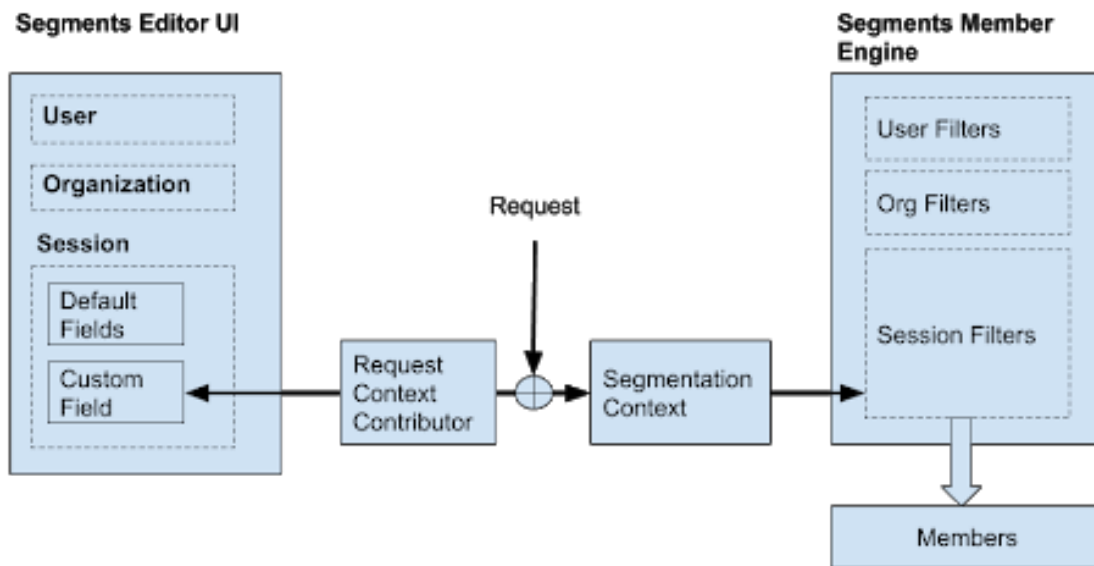 Segments Editor UI
User
Organization
Session
Default
Fields
Custom
Field
Request
Request
Context
Contributor
Segmentation
Context
Segments Member
Engine
User Filters
Org Filters
Session Filters
Members